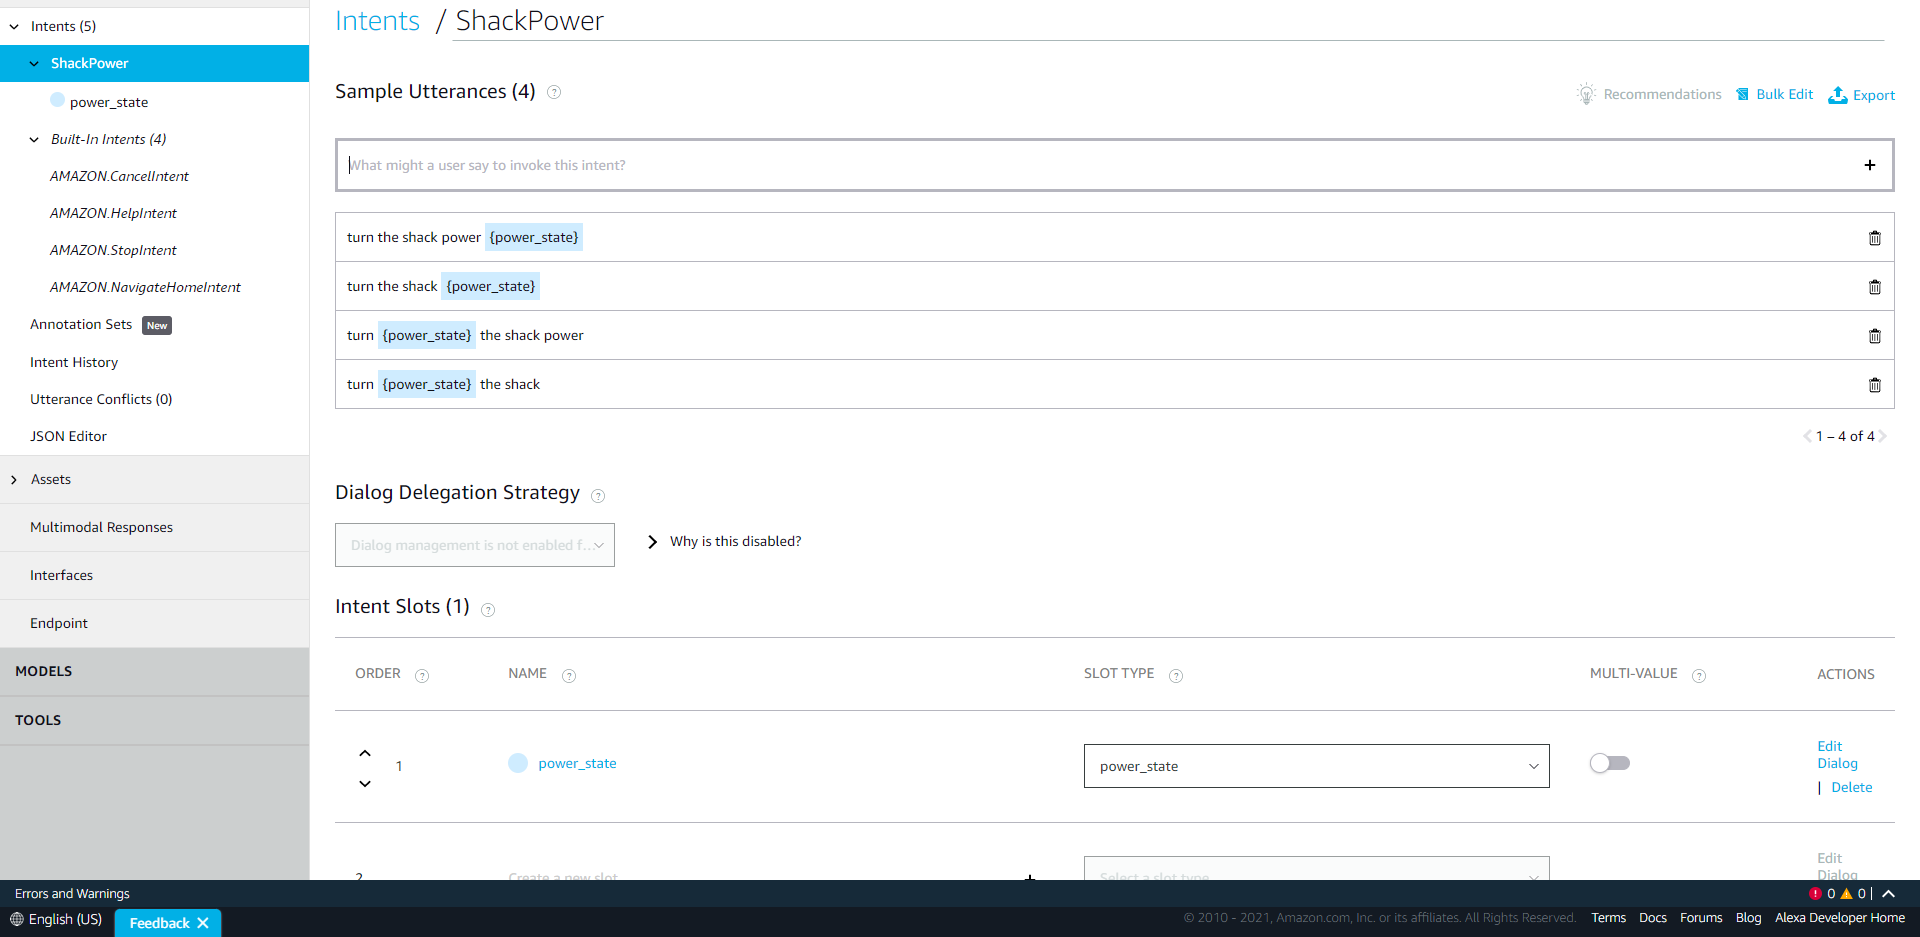 Intents (5)
ShackPower
power_state
Built-In Intents (4)
AMAZON.CancelIntent
AMAZON.HelpIntent
AMAZON.StopIntent
AMAZON.NavigateHomeIntent
Annotation Sets New
Intent History
Utterance Conflicts (0)
JSON Editor
Assets
Multimodal Responses
Interfaces
Endpoint
MODELS
TOOLS
Intents / ShackPower
Sample Utterances (4) ?
Recommendations Bulk Edit Export
What might a user say to invoke this intent? +
turn the shack power {power_state}
turn the shack {power_state}
turn {power_state} the shack power
turn {power_state} the shack
1 – 4 of 4
Dialog Delegation Strategy ?
Dialog management is not enabled f...
Why is this disabled?
Intent Slots (1) ?
ORDER ? NAME ? SLOT TYPE ? MULTI-VALUE ? ACTIONS
1 power_state power_state Edit
Dialog
| Delete
2 Create a new slot + Select a slot type Edit
Dialog
Errors and Warnings ! 0 0 |
English (US) Feedback
© 2010 - 2021, Amazon.com, Inc. or its affiliates. All Rights Reserved. Terms Docs Forums Blog Alexa Developer Home